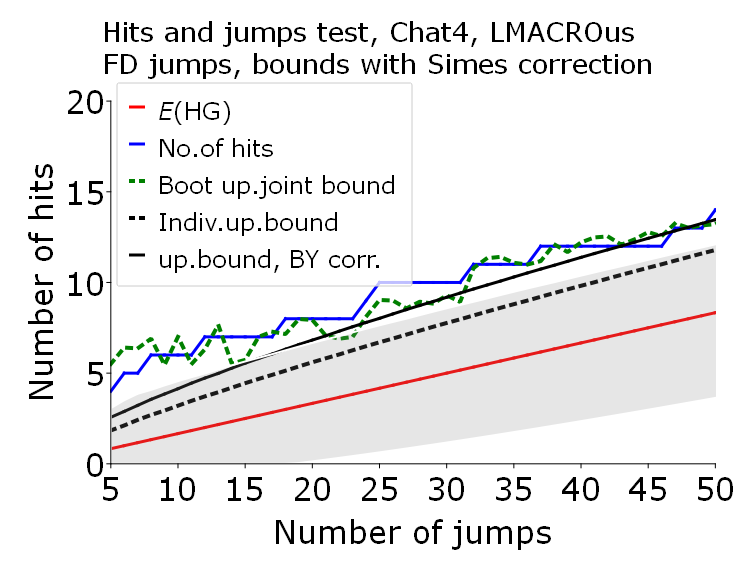 Hits and jumps test, Chat4, LMACROus
FD jumps, bounds with Simes correction
E(HG)
No.of hits
Boot up.joint bound
Indiv.up.bound
up.bound, BY corr.
Number of hits
20
15
10
5
0
5 10 15 20 25 30 35 40 45 50
Number of jumps